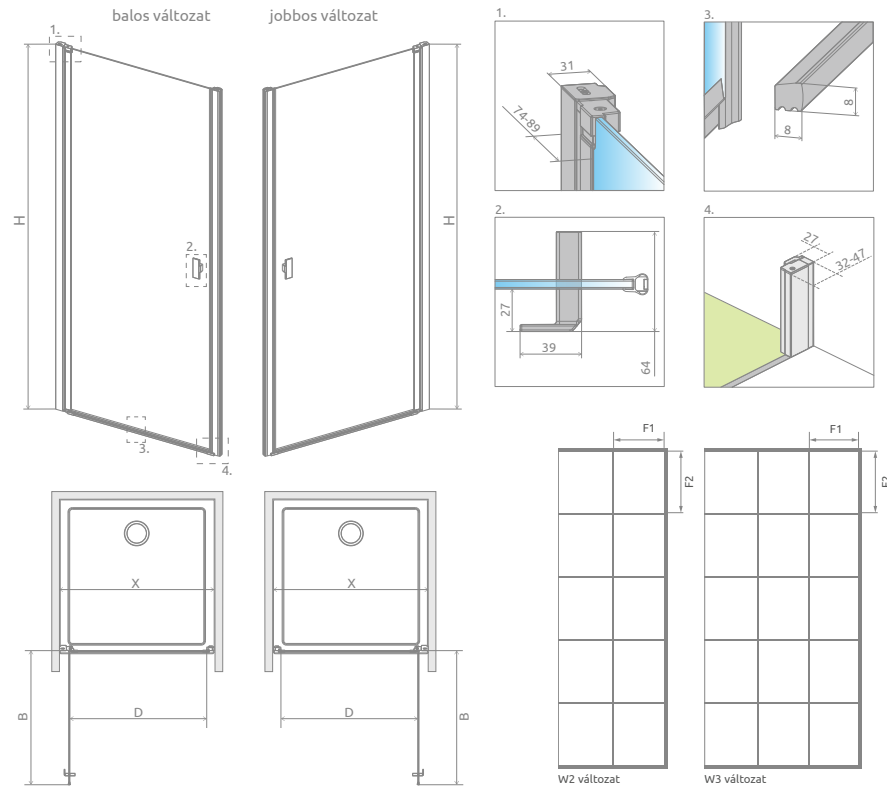 balos változat
jobbos változat
1.
H
2.
3.
4.
H
1.
31
74-89
3.
8
8
2.
27
39
64
4.
27
32-47
X
D
B
X
D
B
F1
F2
W2 változat
F1
F2
W3 változat